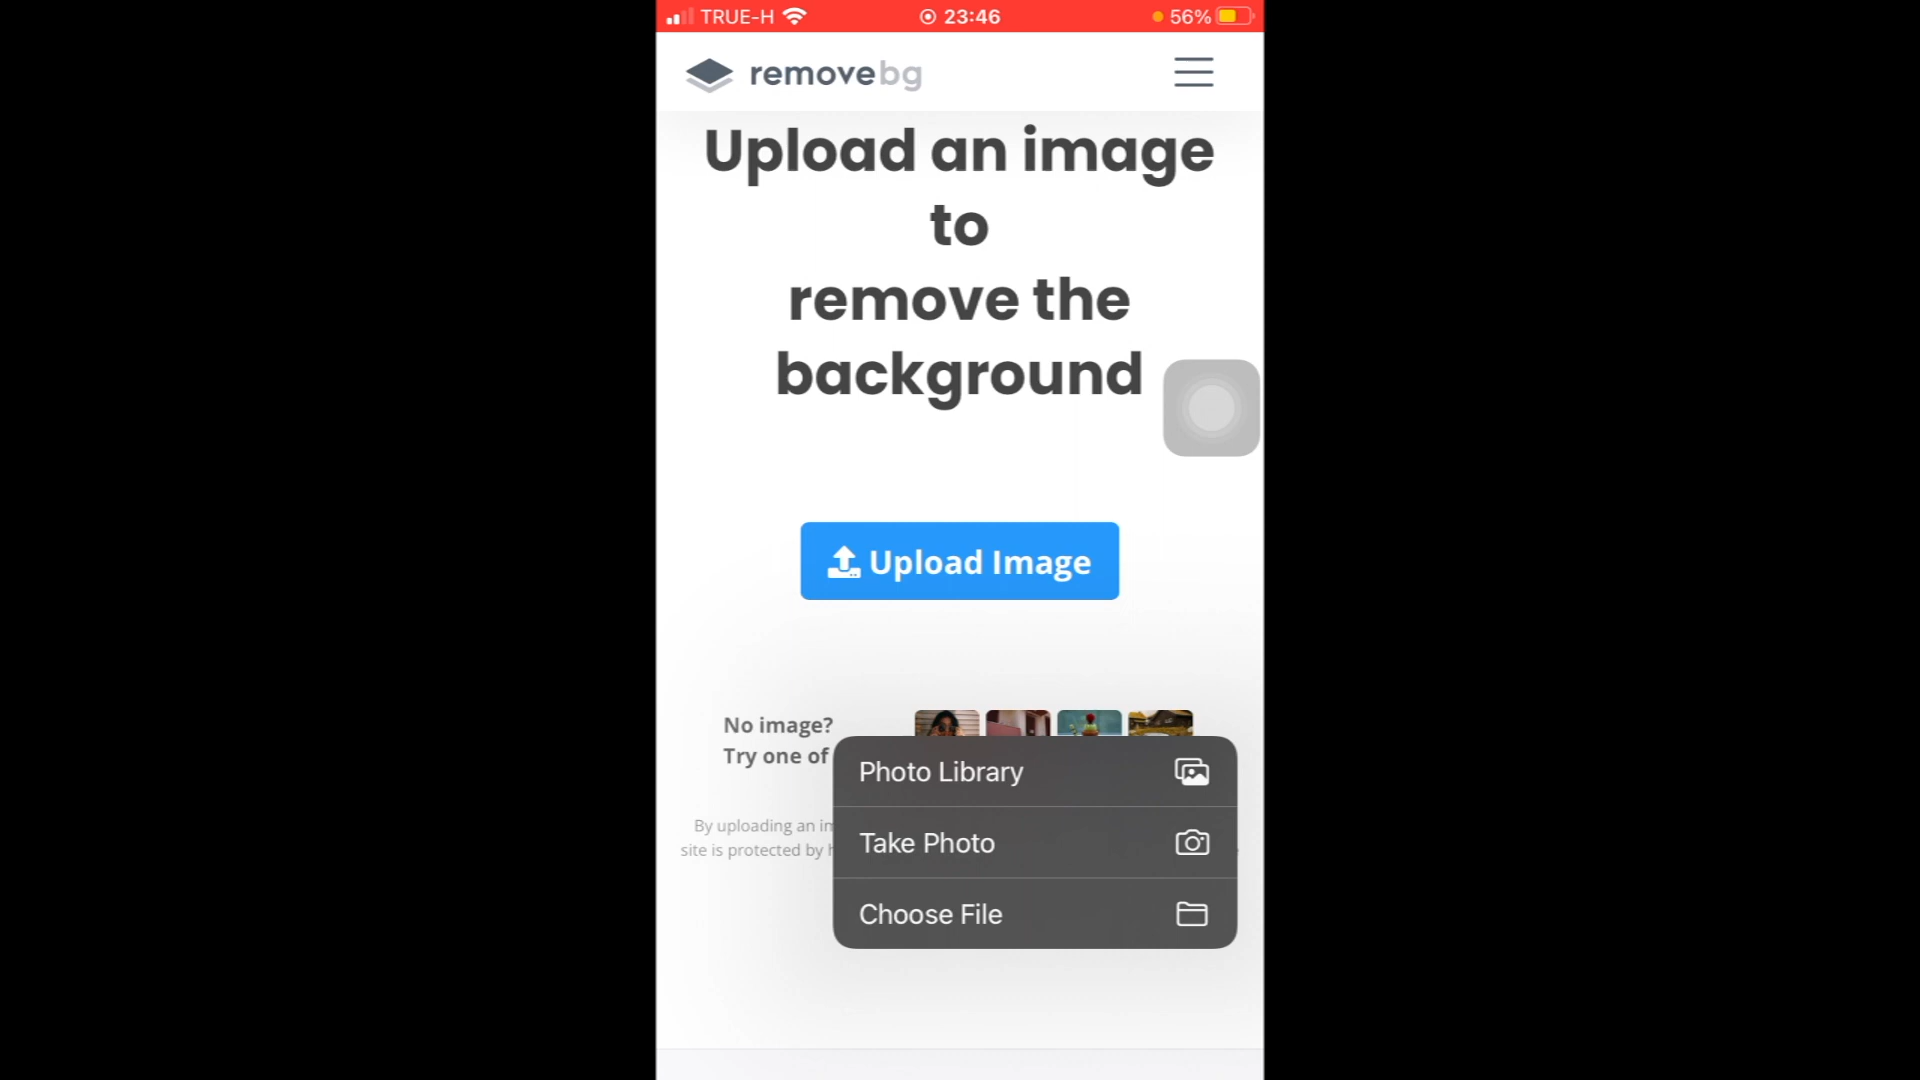 TRUE-H 23:46 56%
removebg
Upload an image
to
remove the
background
Upload Image
No image?
Try one of
Photo Library
Take Photo
Choose File
By uploading an
site is protected by